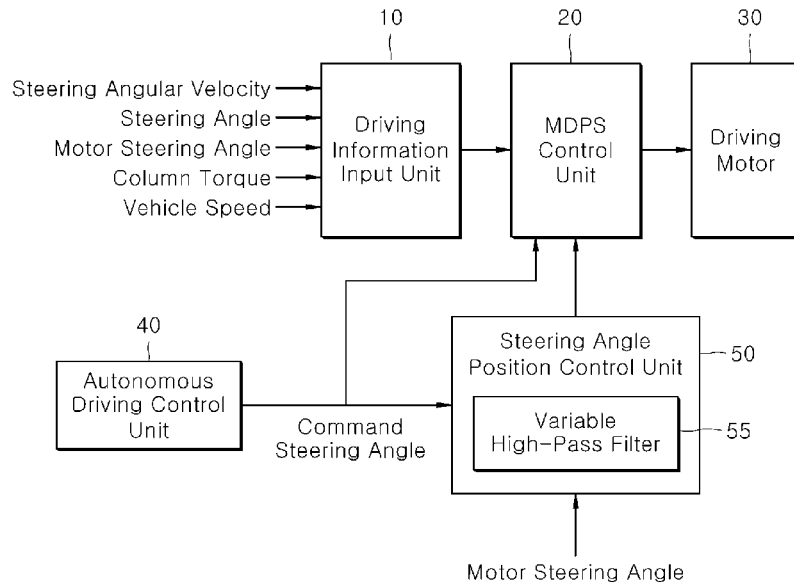 10
20
30
Steering Angular Velocity
Steering Angle
Motor Steering Angle
Column Torque
Vehicle Speed
Driving
Information
Input Unit
MDPS
Control
Unit
Driving
Motor
40
Autonomous
Driving Control
Unit
Command
Steering Angle
Steering Angle
Position Control Unit
50
Variable
High-Pass Filter
55
Motor Steering Angle